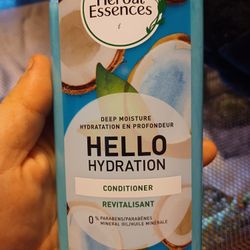 Herbal
Essences
DEEP MOISTURE
HYDRATATION EN PROFONDEUR
HELLO
HYDRATION
CONDITIONER
REVITALISANT
0% PARABENS/PARABÈNES
MINERAL OIL/HUILE MINÉRALE